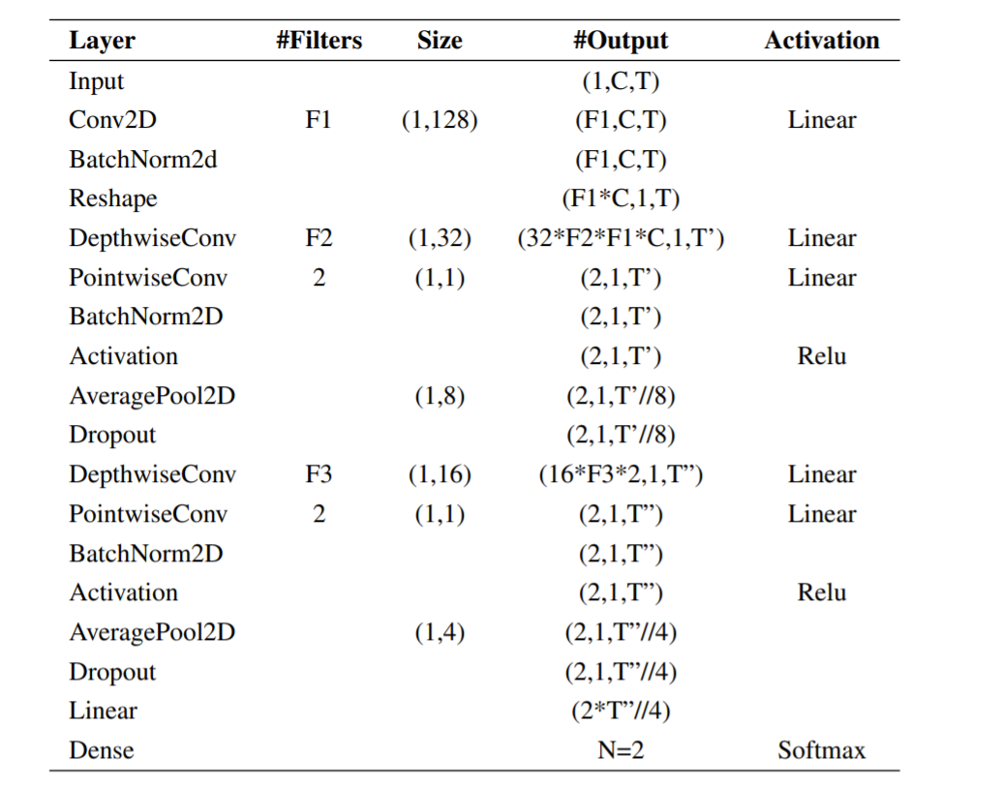 Layer #Filters Size #Output Activation
Input (1,C,T)
Conv2D F1 (1,128) (F1,C,T) Linear
BatchNorm2d (F1,C,T)
Reshape (F1*C,1,T)
DepthwiseConv F2 (1,32) (32*F2*F1*C,1,T’) Linear
PointwiseConv 2 (1,1) (2,1,T’) Linear
BatchNorm2D (2,1,T’)
Activation (2,1,T’) Relu
AveragePool2D (1,8) (2,1,T’//8)
Dropout (2,1,T’//8)
DepthwiseConv F3 (1,16) (16*F3*2,1,T”) Linear
PointwiseConv 2 (1,1) (2,1,T”) Linear
BatchNorm2D (2,1,T”)
Activation (2,1,T”) Relu
AveragePool2D (1,4) (2,1,T”//4)
Dropout (2,1,T”//4)
Linear (2*T”//4)
Dense N=2 Softmax